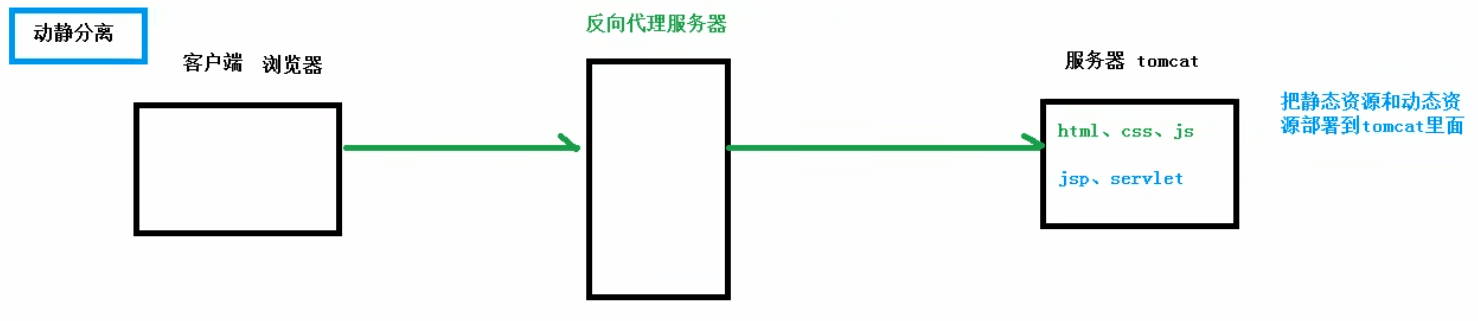 动静分离
反向代理服务器
客户端 浏览器
服务器 tomcat
html、css、js
jsp、servlet
把静态资源和动态资
源部署到tomcat里面